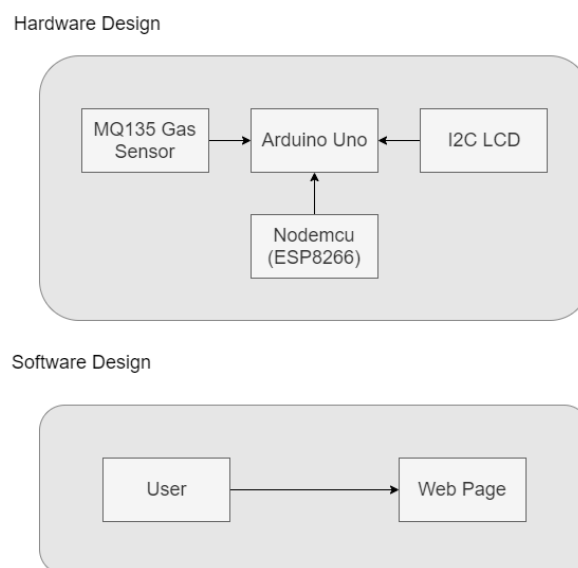 Hardware Design
MQ135 Gas
Sensor
Arduino Uno
I2C LCD
Nodemcu
(ESP8266)
Software Design
User
Web Page